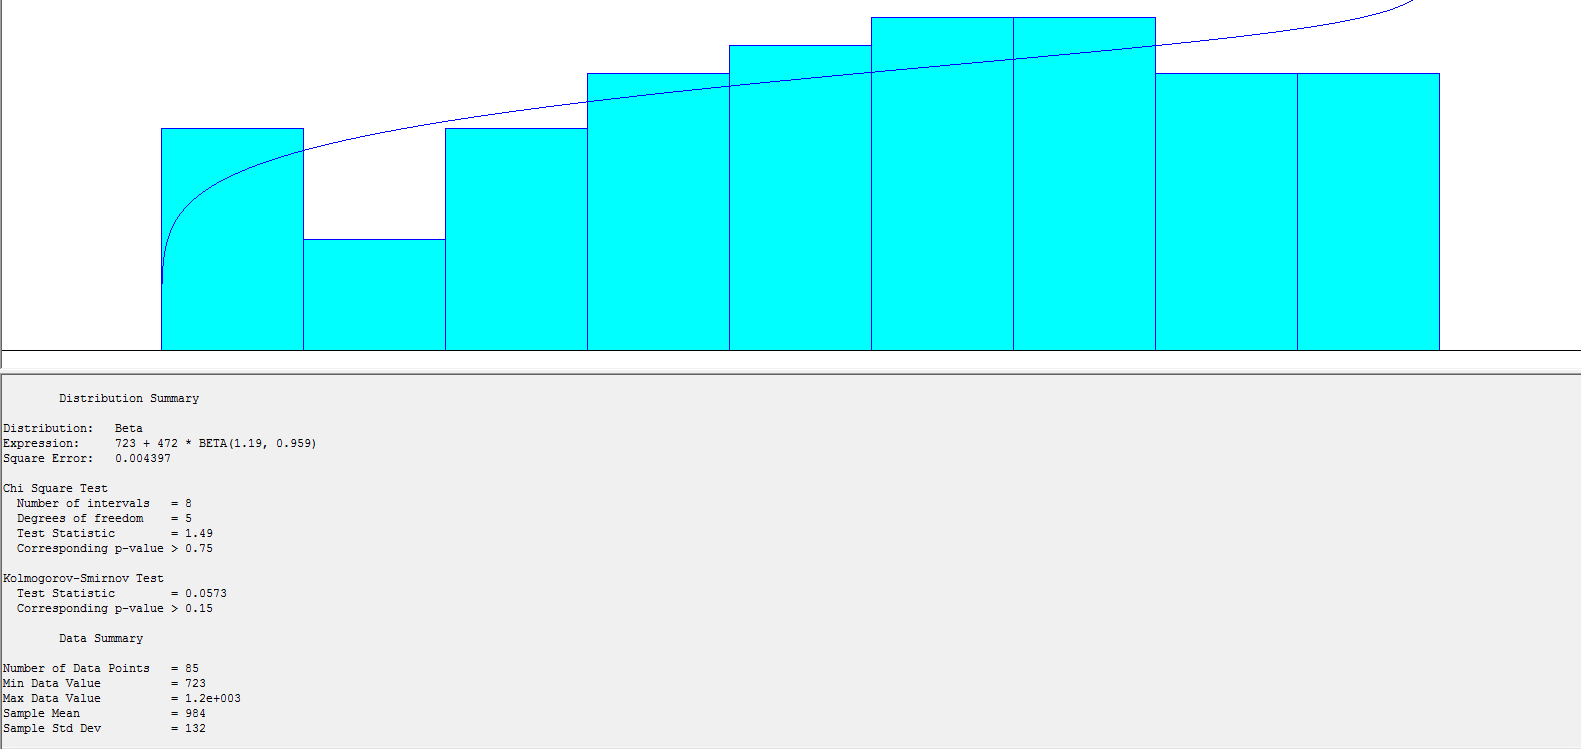 Distribution Summary
Distribution: Beta
Expression: 723 + 472 * BETA(1.19, 0.959)
Square Error: 0.004397
Chi Square Test
Number of intervals = 8
Degrees of freedom = 5
Test Statistic = 1.49
Corresponding p-value > 0.75
Kolmogorov-Smirnov Test
Test Statistic = 0.0573
Corresponding p-value > 0.15
Data Summary
Number of Data Points = 85
Min Data Value = 723
Max Data Value = 1.2e+003
Sample Mean = 984
Sample Std Dev = 132